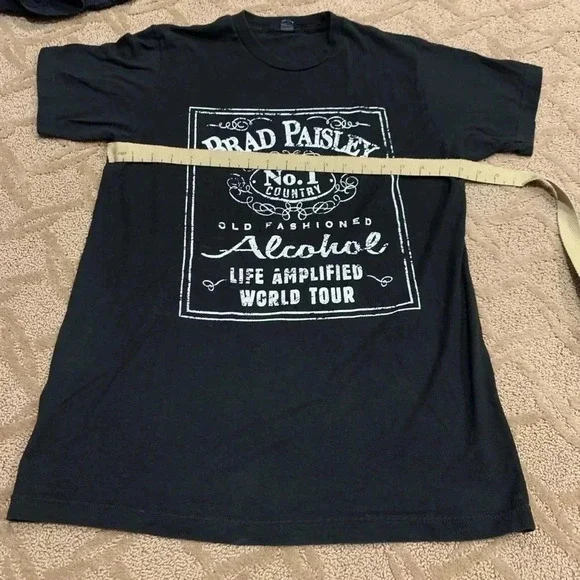 BRAD PAISLEY
No. 1
COUNTRY
OLD FASHIONED
Alcohol
LIFE AMPLIFIED
WORLD TOUR